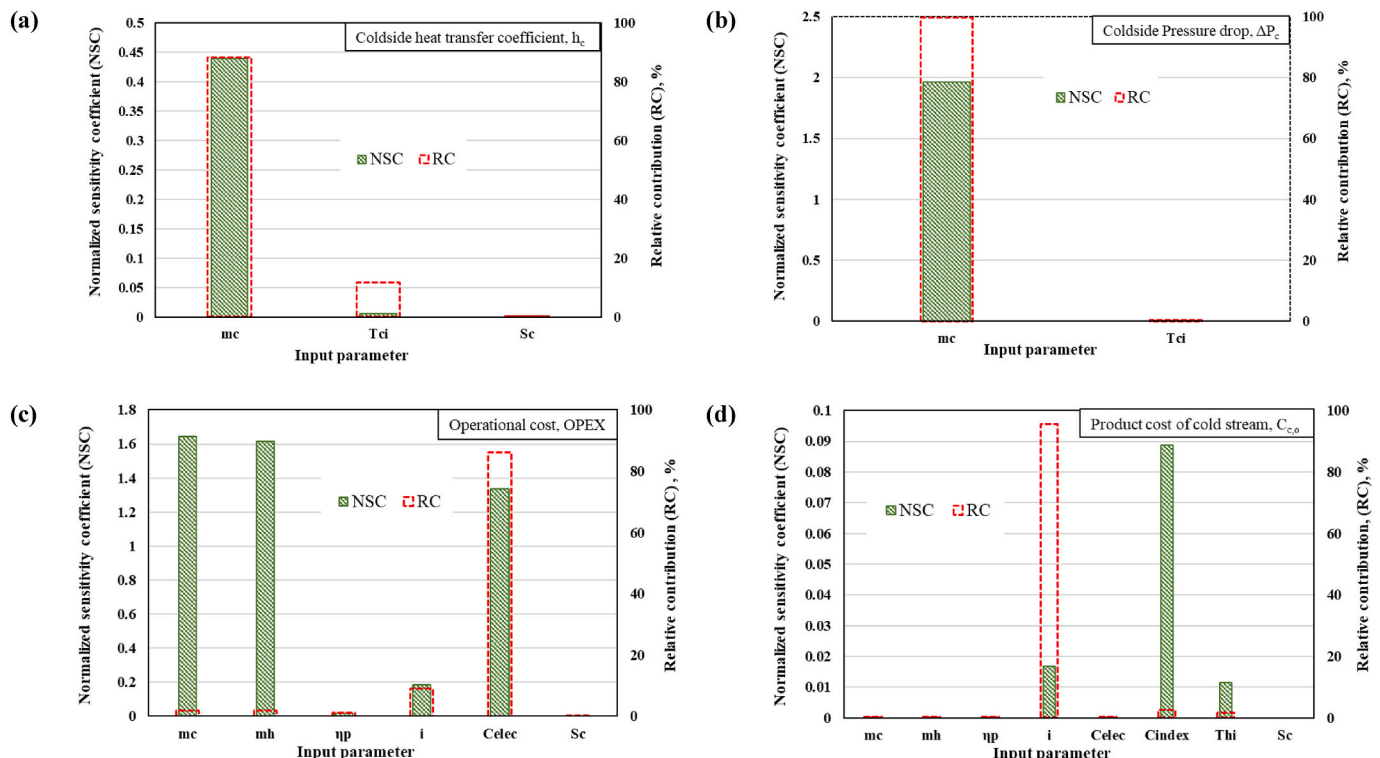 (a)
Coldside heat transfer coefficient, hc
Normalized sensitivity coefficient (NSC)
0.5
0.45
0.4
0.35
0.3
0.25
0.2
0.15
0.1
0.05
0
NSC RC
100
80
60
40
20
0
Relative contribution (RC), %
mc Tci Sc
Input parameter
(b)
Coldside Pressure drop, ΔPc
Normalized sensitivity coefficient (NSC)
2.5
2
1.5
1
0.5
0
NSC RC
100
80
60
40
20
0
Relative contribution (RC), %
mc Tci
Input parameter
(c)
Operational cost, OPEX
Normalized sensitivity coefficient (NSC)
1.8
1.6
1.4
1.2
1
0.8
0.6
0.4
0.2
0
NSC RC
100
80
60
40
20
0
Relative contribution (RC) , %
mc mh ηp i Celec Sc
Input parameter
(d)
Product cost of cold stream, Cc,o
Normalized sensitivity coefficient (NSC)
0.1
0.09
0.08
0.07
0.06
0.05
0.04
0.03
0.02
0.01
0
NSC RC
100
80
60
40
20
0
Relative contribution, (RC), %
mc mh ηp i Celec Cindex Thi Sc
Input parameter